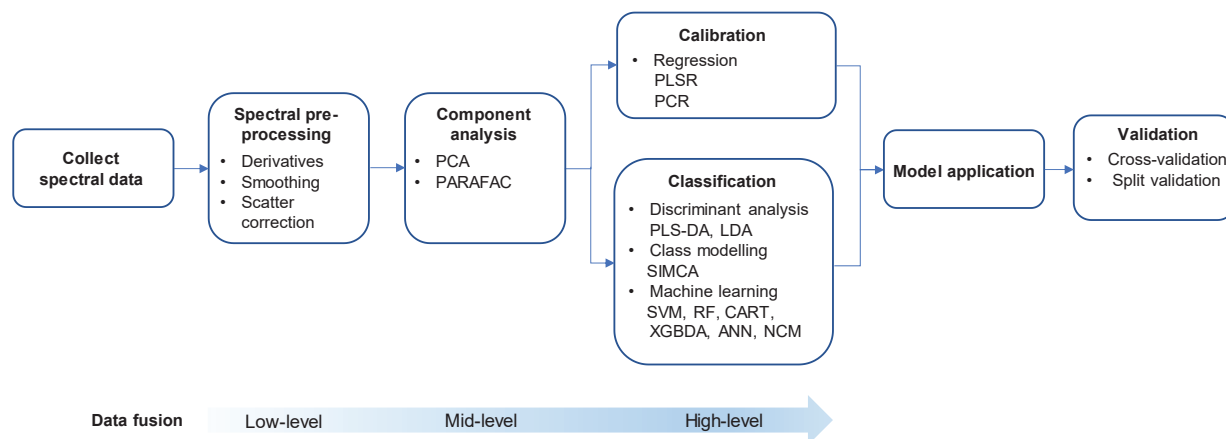 Collect
spectral data
Spectral pre-
processing
• Derivatives
• Smoothing
• Scatter
correction
Component
analysis
• PCA
• PARAFAC
Calibration
• Regression
PLSR
PCR
Classification
• Discriminant analysis
PLS-DA, LDA
• Class modelling
SIMCA
• Machine learning
SVM, RF, CART,
XGBDA, ANN, NCM
Model application
Validation
• Cross-validation
• Split validation
Data fusion
Low-level
Mid-level
High-level